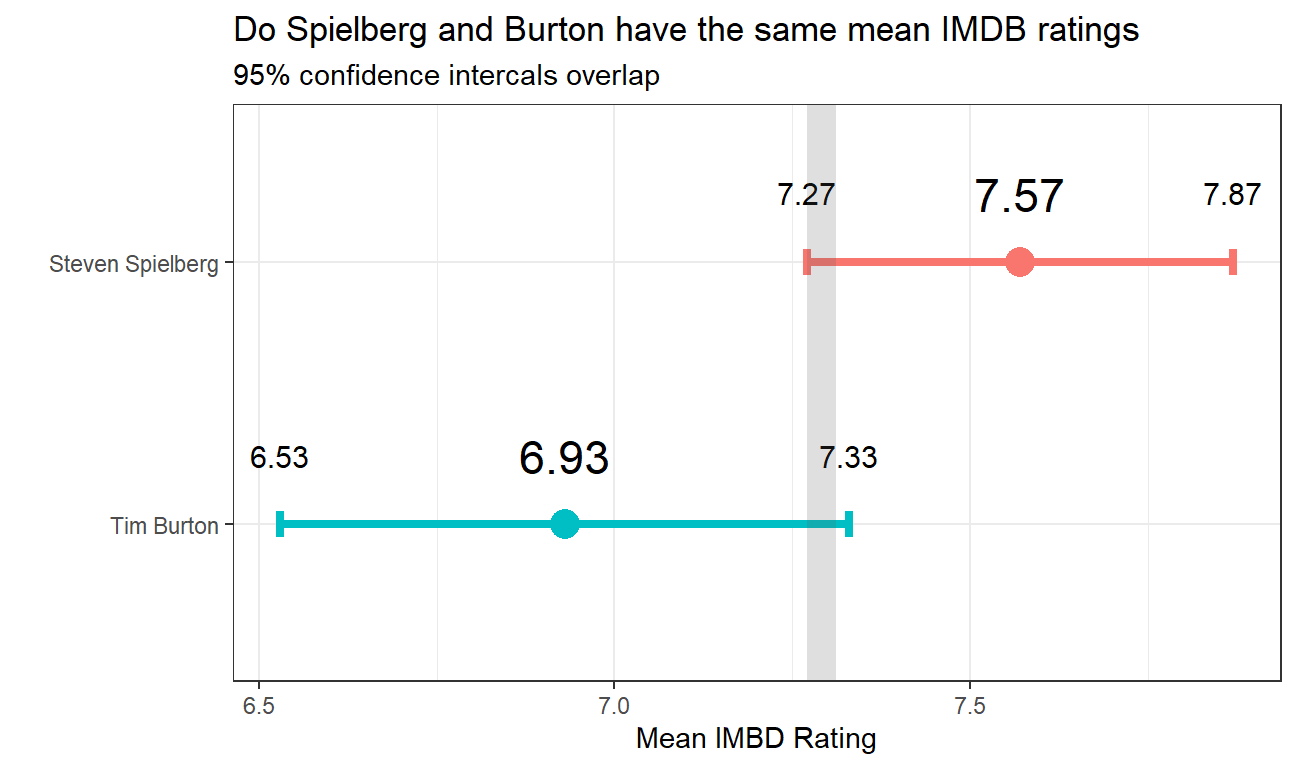 Do Spielberg and Burton have the same mean IMDB ratings
95% confidence intercals overlap
7.27 7.57 7.87
Steven Spielberg
6.53 6.93 7.33
Tim Burton
6.5 7.0 7.5
Mean IMBD Rating